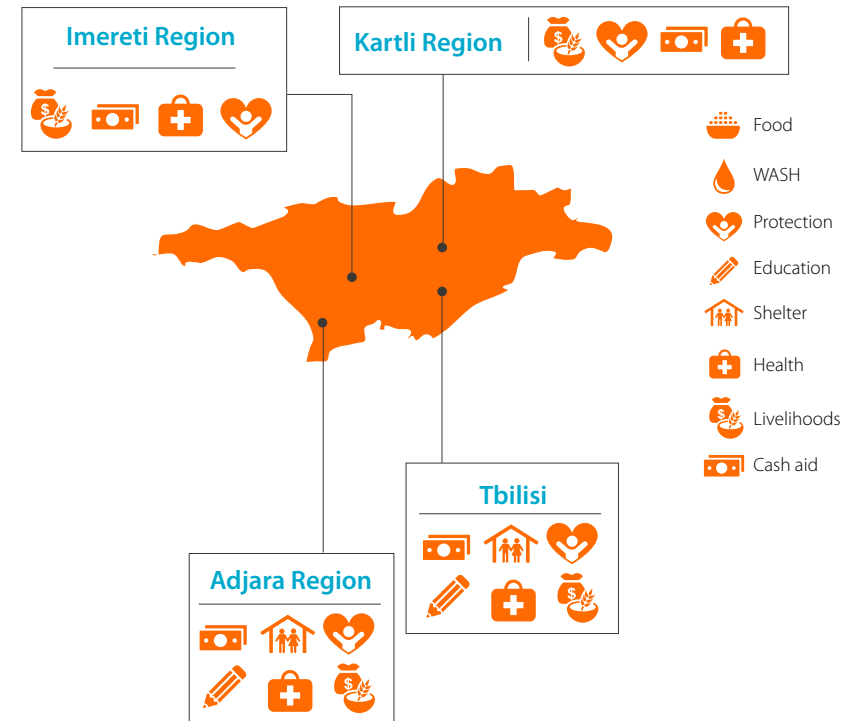 Imereti Region
Kartli Region
Food
WASH
Protection
Education
Shelter
Health
Livelihoods
Cash aid
Tbilisi
Adjara Region